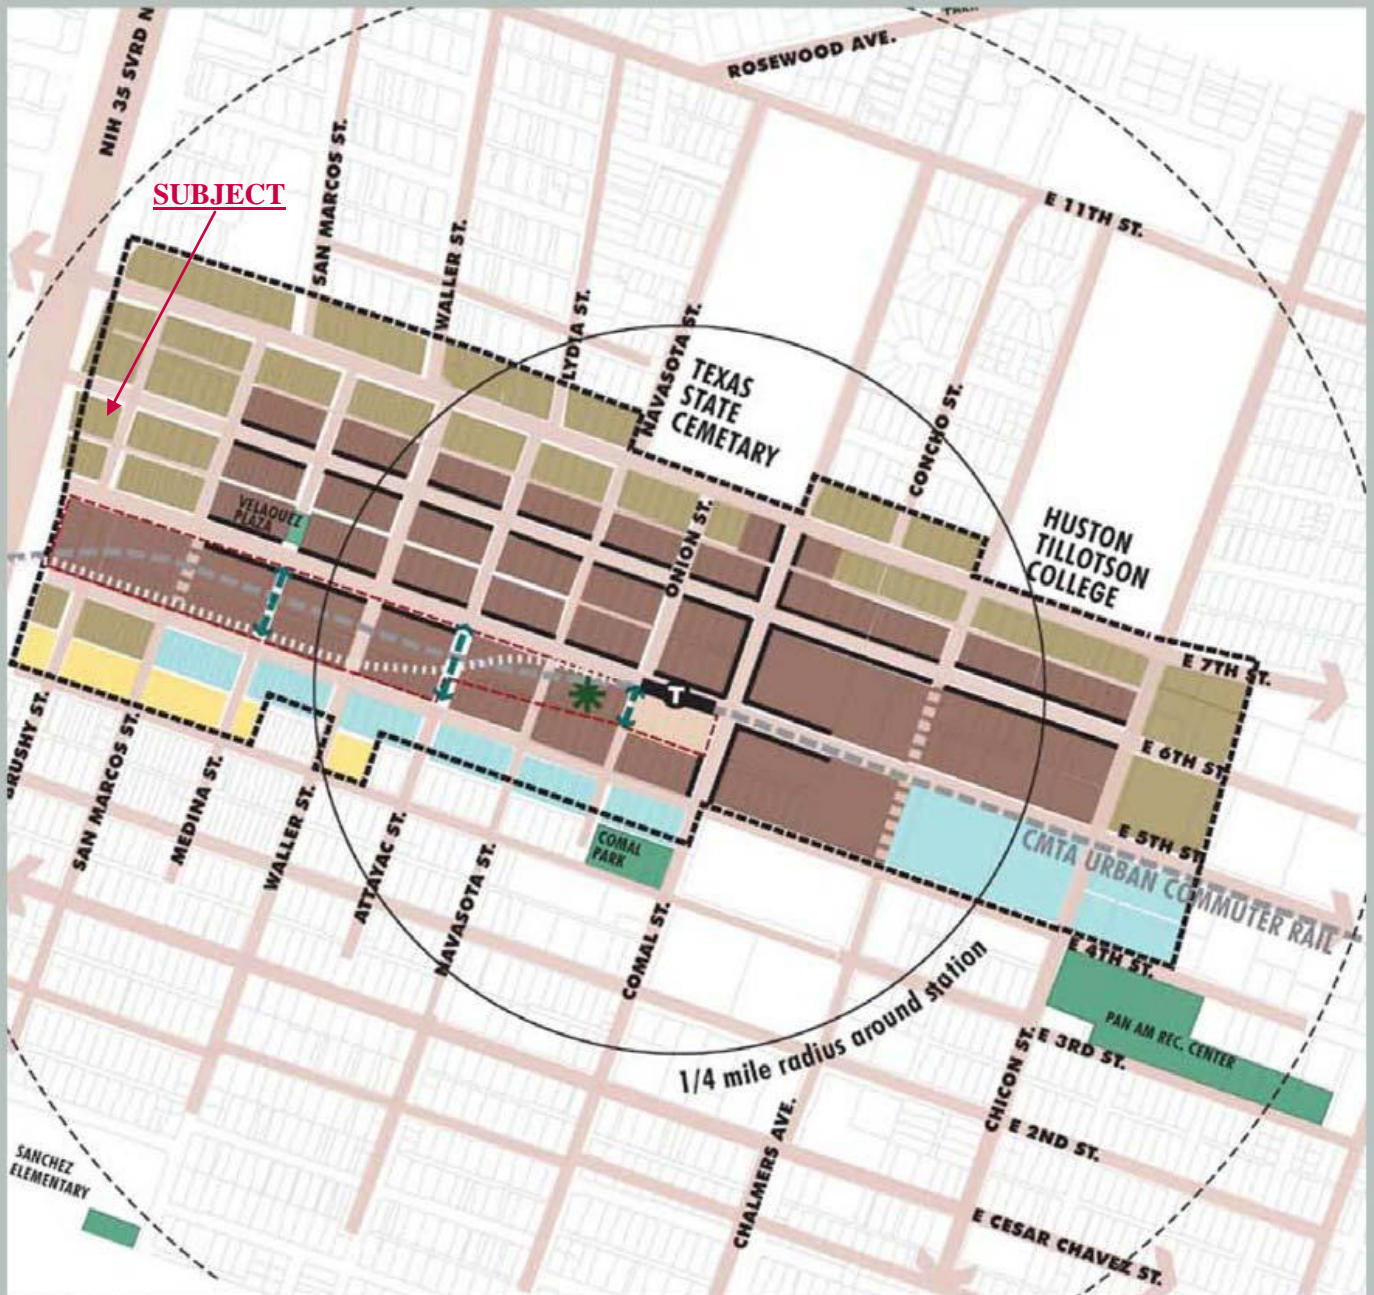 PARK
ROSEWOOD AVE.
NIH 35 SVRD N
SUBJECT
SAN MARCOS ST.
WALLER ST.
LYDIA ST.
NAVASOTA ST.
E 11TH ST.
TEXAS
STATE
CEMETARY
CONCHO ST.
ONION ST.
HUSTON
TILLOTSON
COLLEGE
VELAQUEZ
PLAZA
E 7TH ST.
T
E 6TH ST.
BRUSHY ST.
SAN MARCOS ST.
MEDINA ST.
WALLER ST.
ATTAYAC ST.
NAVASOTA ST.
COMAL
PARK
COMAL ST.
E 5TH ST.
CMTA URBAN COMMUTER RAIL
E 4TH ST.
1/4 mile radius around station
PAN AM REC. CENTER
E 3RD ST.
CHICON ST.
E 2ND ST.
CHALMERS AVE.
SANCHEZ
ELEMENTARY
E CESAR CHAVEZ ST.